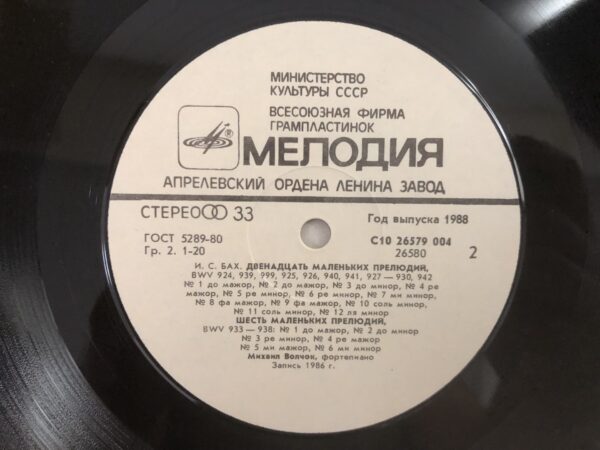 МИНИСТЕРСТВО
КУЛЬТУРЫ СССР
ВСЕСОЮЗНАЯ ФИРМА
ГРАМПЛАСТИНОК
®
МЕЛОДИЯ
АПРЕЛЕВСКИЙ ОРДЕНА ЛЕНИНА ЗАВОД
СТЕРЕО 33
Год выпуска 1988
ГОСТ 5289-80
Гр. 2. 1-20
С10 26579 004
26580
2
И. С. БАХ. ДВЕНАДЦАТЬ МАЛЕНЬКИХ ПРЕЛЮДИЙ,
BWV 924, 939, 999, 925, 926, 940, 941, 927 — 930, 942
№ 1 до мажор, № 2 до мажор, № 3 до минор, № 4 ре
мажор, № 5 ре минор, № 6 ре минор, № 7 ми минор,
№ 8 фа мажор, № 9 фа мажор, № 10 соль минор,
№ 11 соль минор, № 12 ля минор
ШЕСТЬ МАЛЕНЬКИХ ПРЕЛЮДИЙ,
BWV 933 — 938: № 1 до мажор, № 2 до минор
№ 3 ре минор, № 4 ре мажор
№ 5 ми мажор, № 6 ми минор
Михаил Волчок, фортепиано
Запись 1986 г.